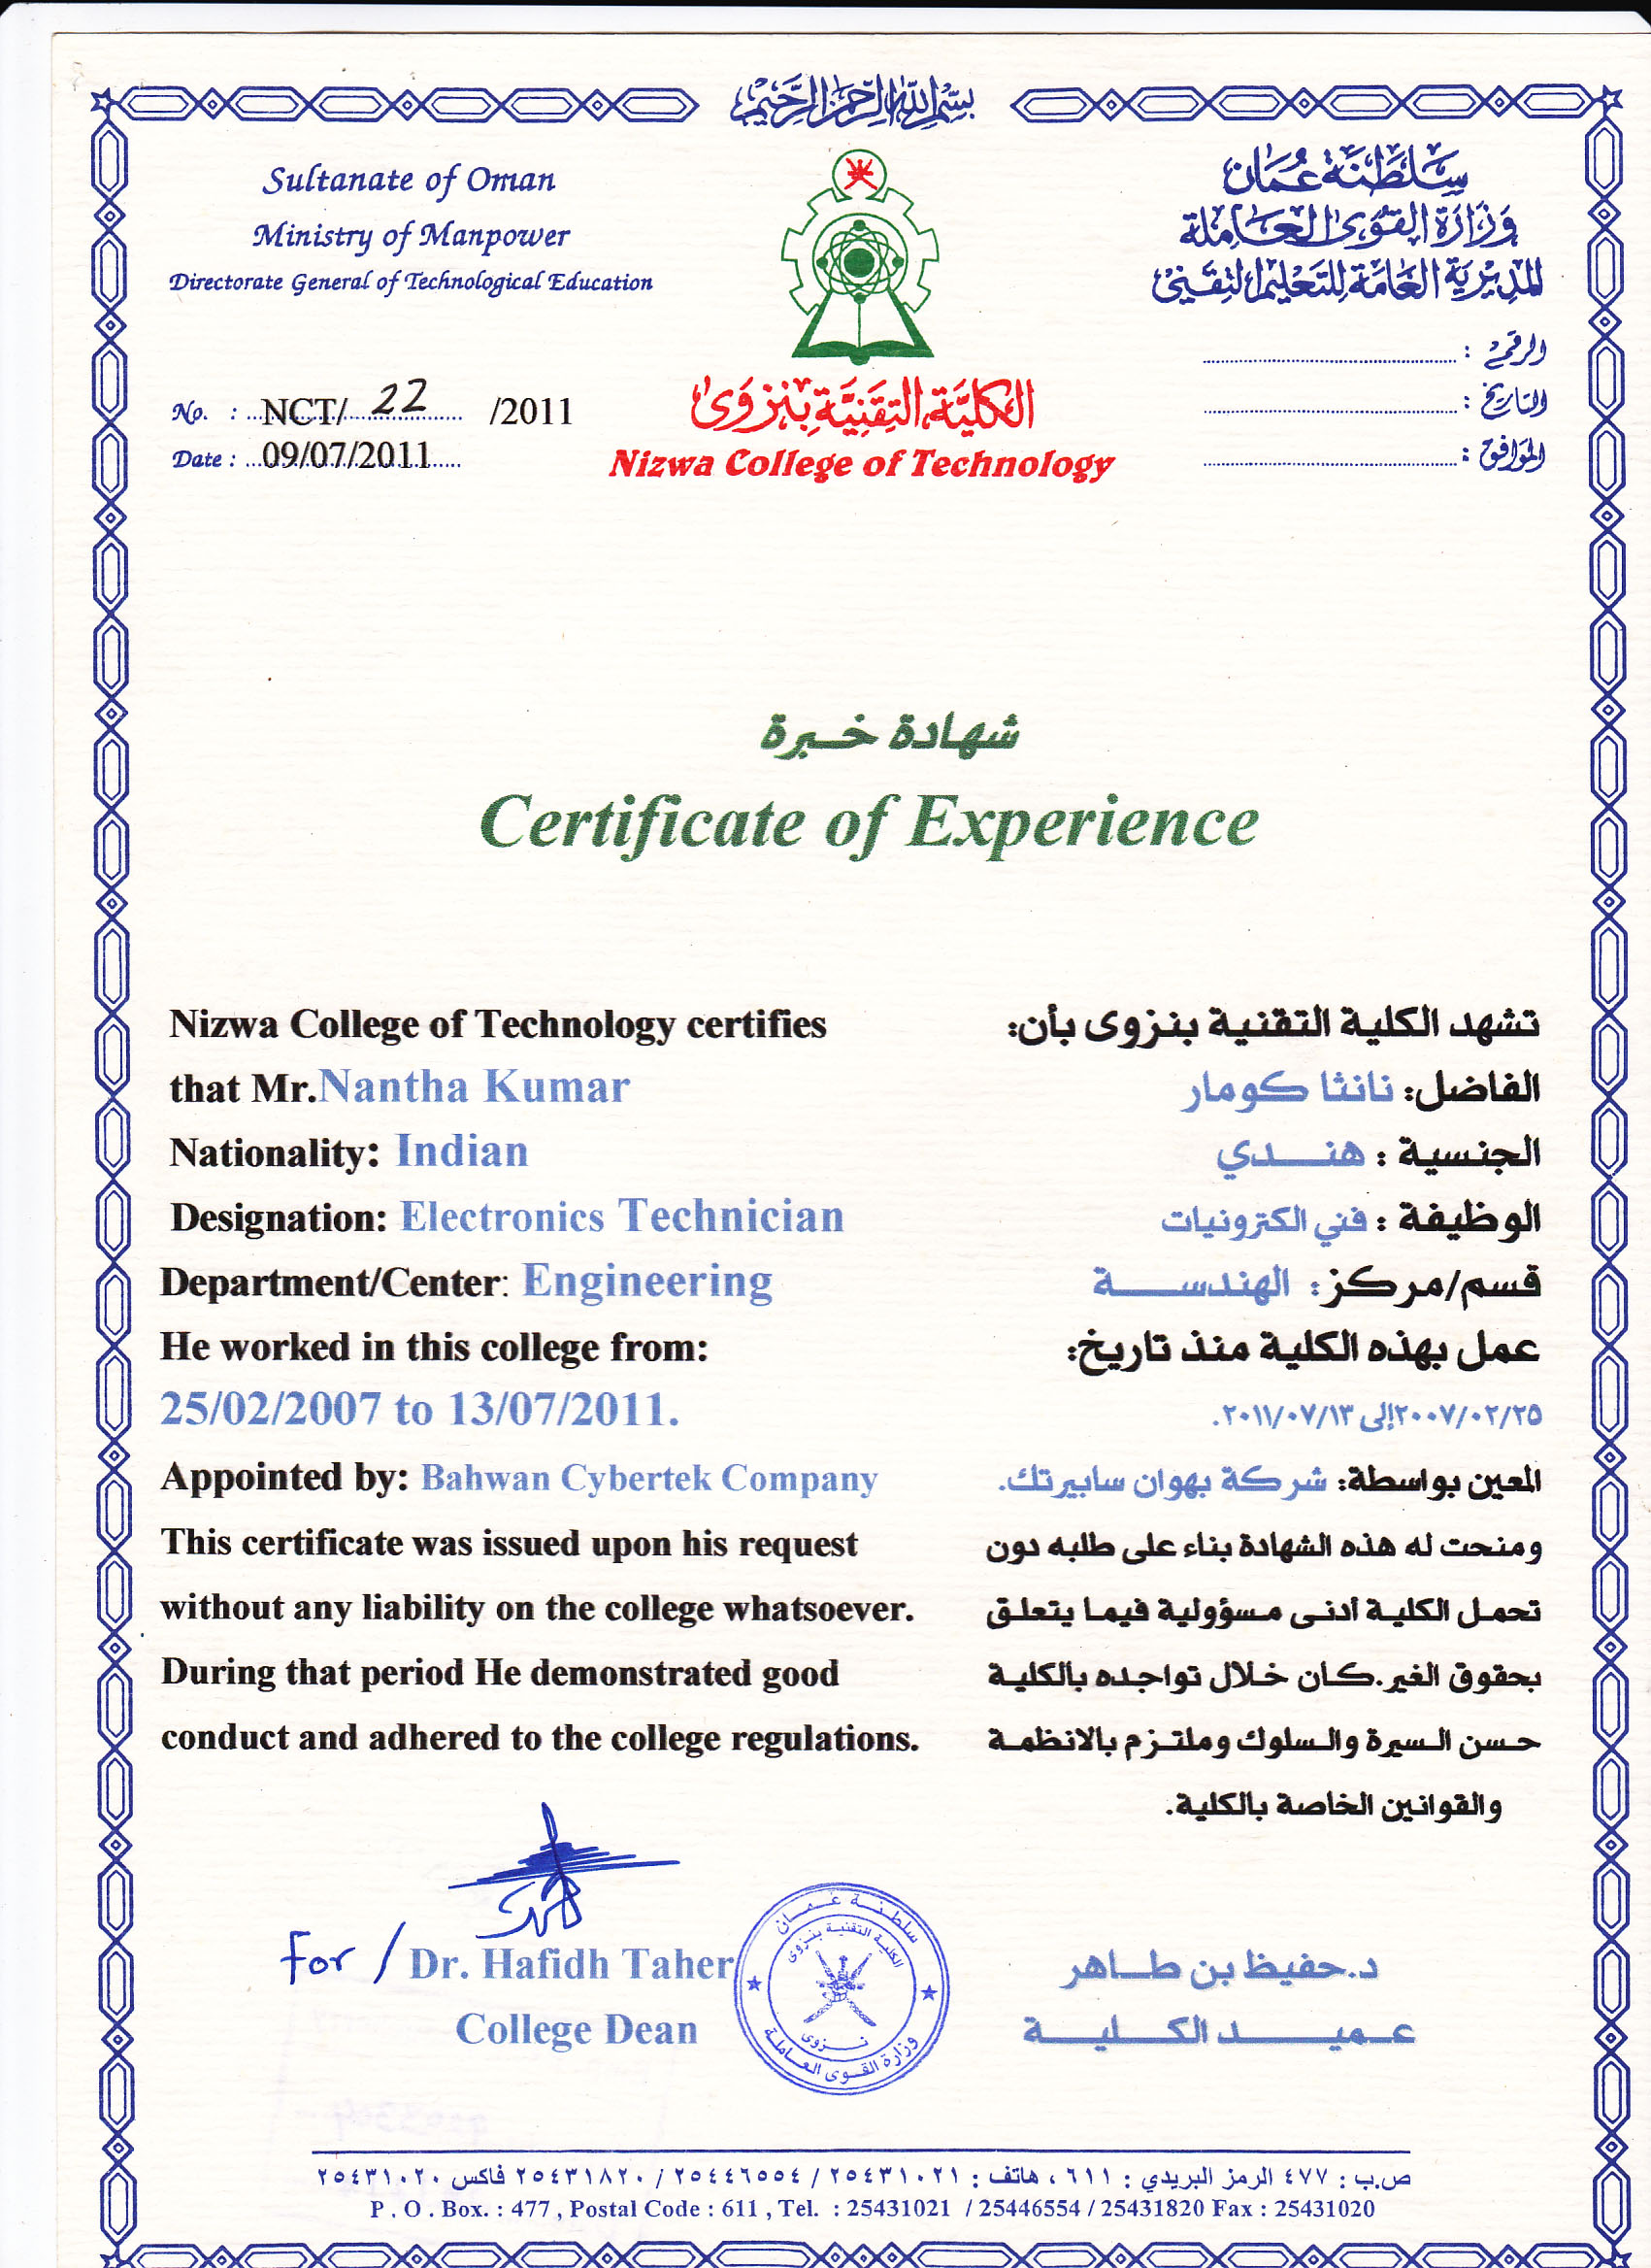 بسم الله الرحمن الرحيم
Sultanate of Oman
Ministry of Manpower
Directorate General of Technological Education
سلطنة عمان
وزارة القوى العاملة
المديرية العامة للتعليم التقني
No. : NCT/ 22 /2011
Date : 09/07/2011
الكلية التقنية بنزوى
Nizwa College of Technology
الرقم :
التاريخ :
الموافق :
شهادة خبرة
Certificate of Experience
Nizwa College of Technology certifies
that Mr.Nantha Kumar
Nationality: Indian
Designation: Electronics Technician
Department/Center: Engineering
He worked in this college from:
25/02/2007 to 13/07/2011.
Appointed by: Bahwan Cybertek Company
This certificate was issued upon his request
without any liability on the college whatsoever.
During that period He demonstrated good
conduct and adhered to the college regulations.
تشهد الكلية التقنية بنزوى بأن:
الفاضل: نانثا كومار
الجنسية : هندي
الوظيفة : فني الكترونيات
قسم/مركز: الهندسة
عمل بهذه الكلية منذ تاريخ:
٢٠٠٧/٠٢/٢٥إلى ٢٠١١/٠٧/١٣.
المعين بواسطة: شركة بهوان سايبرتك.
ومنحت له هذه الشهادة بناء على طلبه دون
تحمل الكلية أدنى مسؤولية فيما يتعلق
بحقوق الغير.كان خلال تواجده بالكلية
حسن السيرة والسلوك وملتزم بالانظمة
والقوانين الخاصة بالكلية.
For / Dr. Hafidh Taher
College Dean
سلطنة عمان
الكلية التقنية بنزوى
نزوى
وزارة القوى العاملة
د.حفيظ بن طاهر
عميد الكلية
ص.ب : ٤٧٧ الرمز البريدي : ٦١١ ، هاتف : ٢٥٤٣١٠٢١ / ٢٥٤٤٦٥٥٤ / ٢٥٤٣١٨٢٠ فاكس ٢٥٤٣١٠٢٠
P . O . Box. : 477 , Postal Code : 611 , Tel. : 25431021 / 25446554 / 25431820 Fax : 25431020